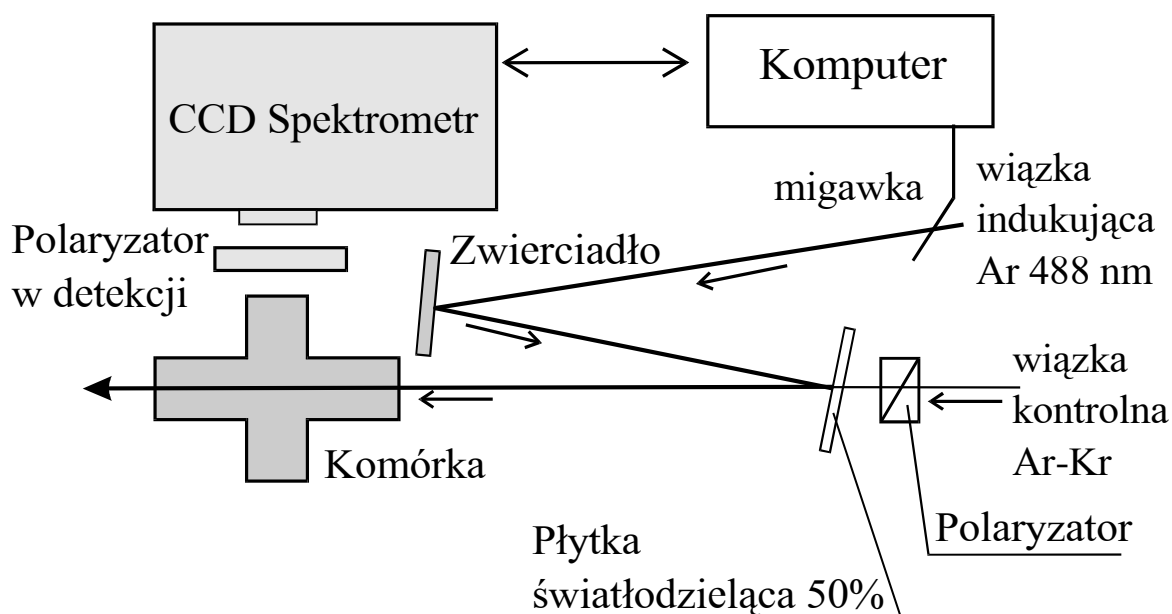 CCD Spektrometr
Komputer
migawka
wiązka
indukująca
Ar 488 nm
Polaryzator
w detekcji
Zwierciadło
Komórka
wiązka
kontrolna
Ar-Kr
Polaryzator
Płytka
światłodzieląca 50%